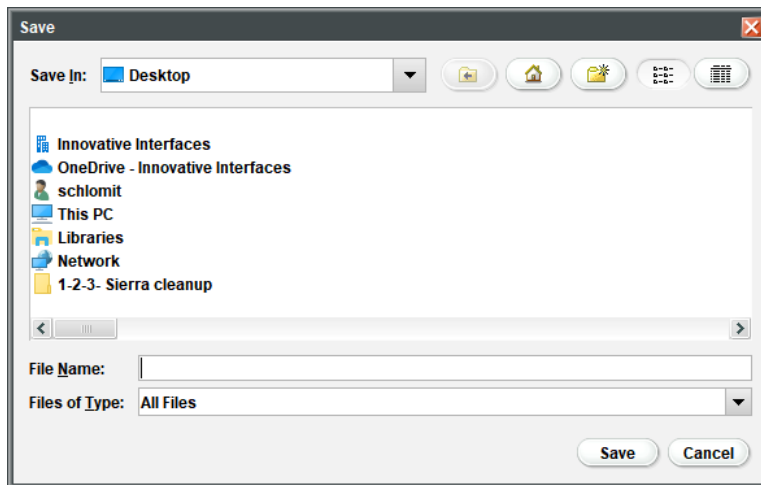 Save
Save In: Desktop
Innovative Interfaces
OneDrive - Innovative Interfaces
schlomit
This PC
Libraries
Network
1-2-3- Sierra cleanup
File Name:
Files of Type: All Files
Save Cancel